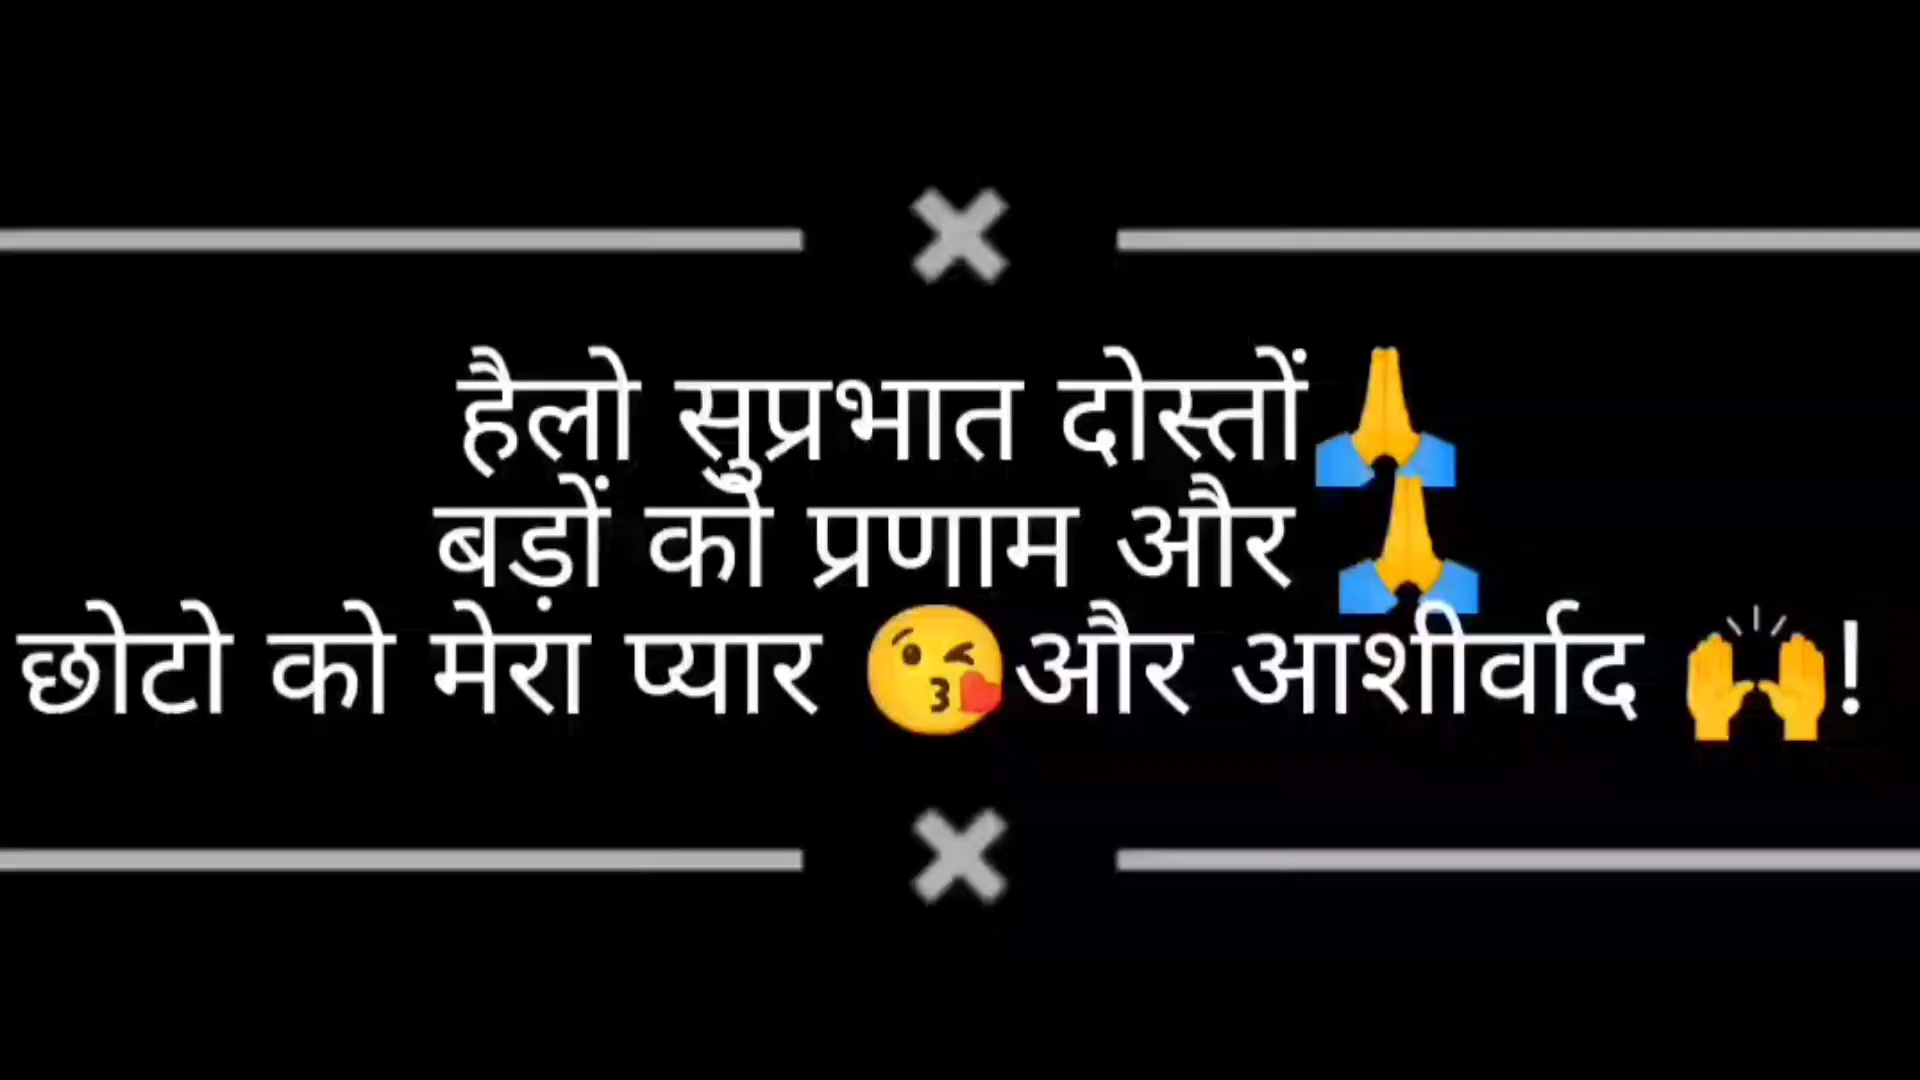 हैलो सुप्रभात दोस्तों🙏
बड़ों को प्रणाम और 🙏
छोटो को मेरा प्यार 😘और आशीर्वाद 🙌!